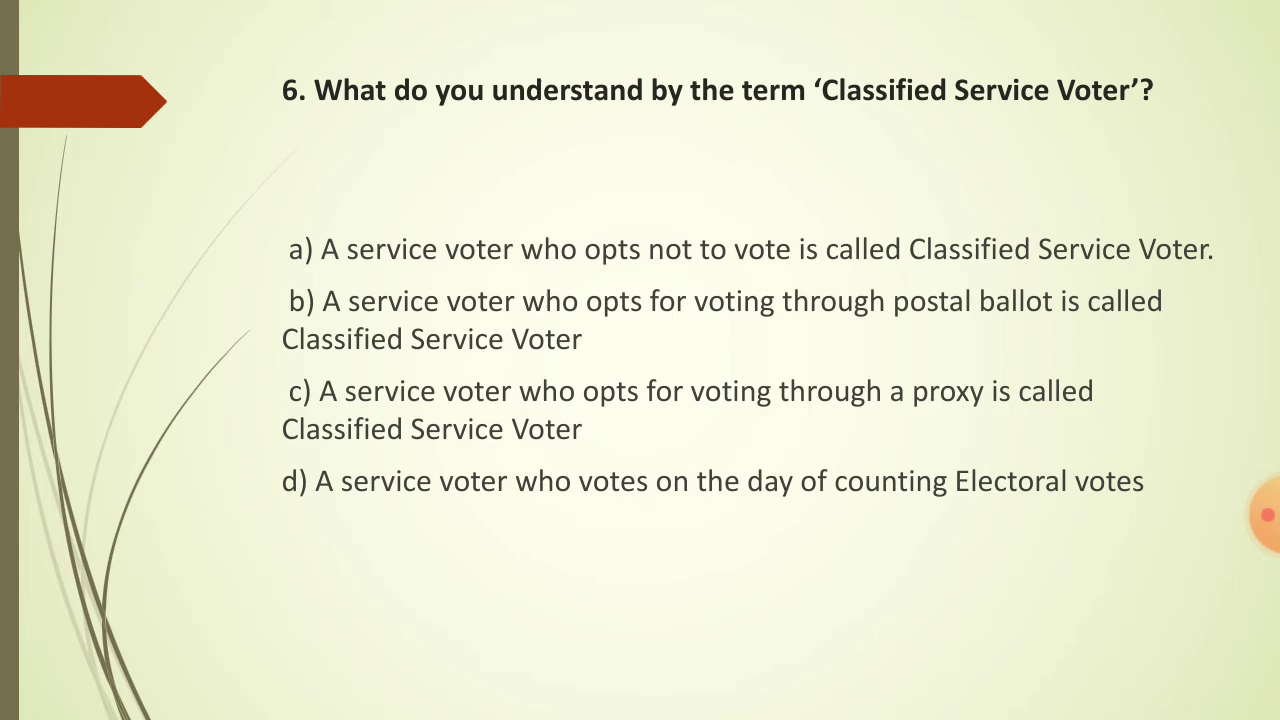 6. What do you understand by the term ‘Classified Service Voter’?
a) A service voter who opts not to vote is called Classified Service Voter.
b) A service voter who opts for voting through postal ballot is called
Classified Service Voter
c) A service voter who opts for voting through a proxy is called
Classified Service Voter
d) A service voter who votes on the day of counting Electoral votes